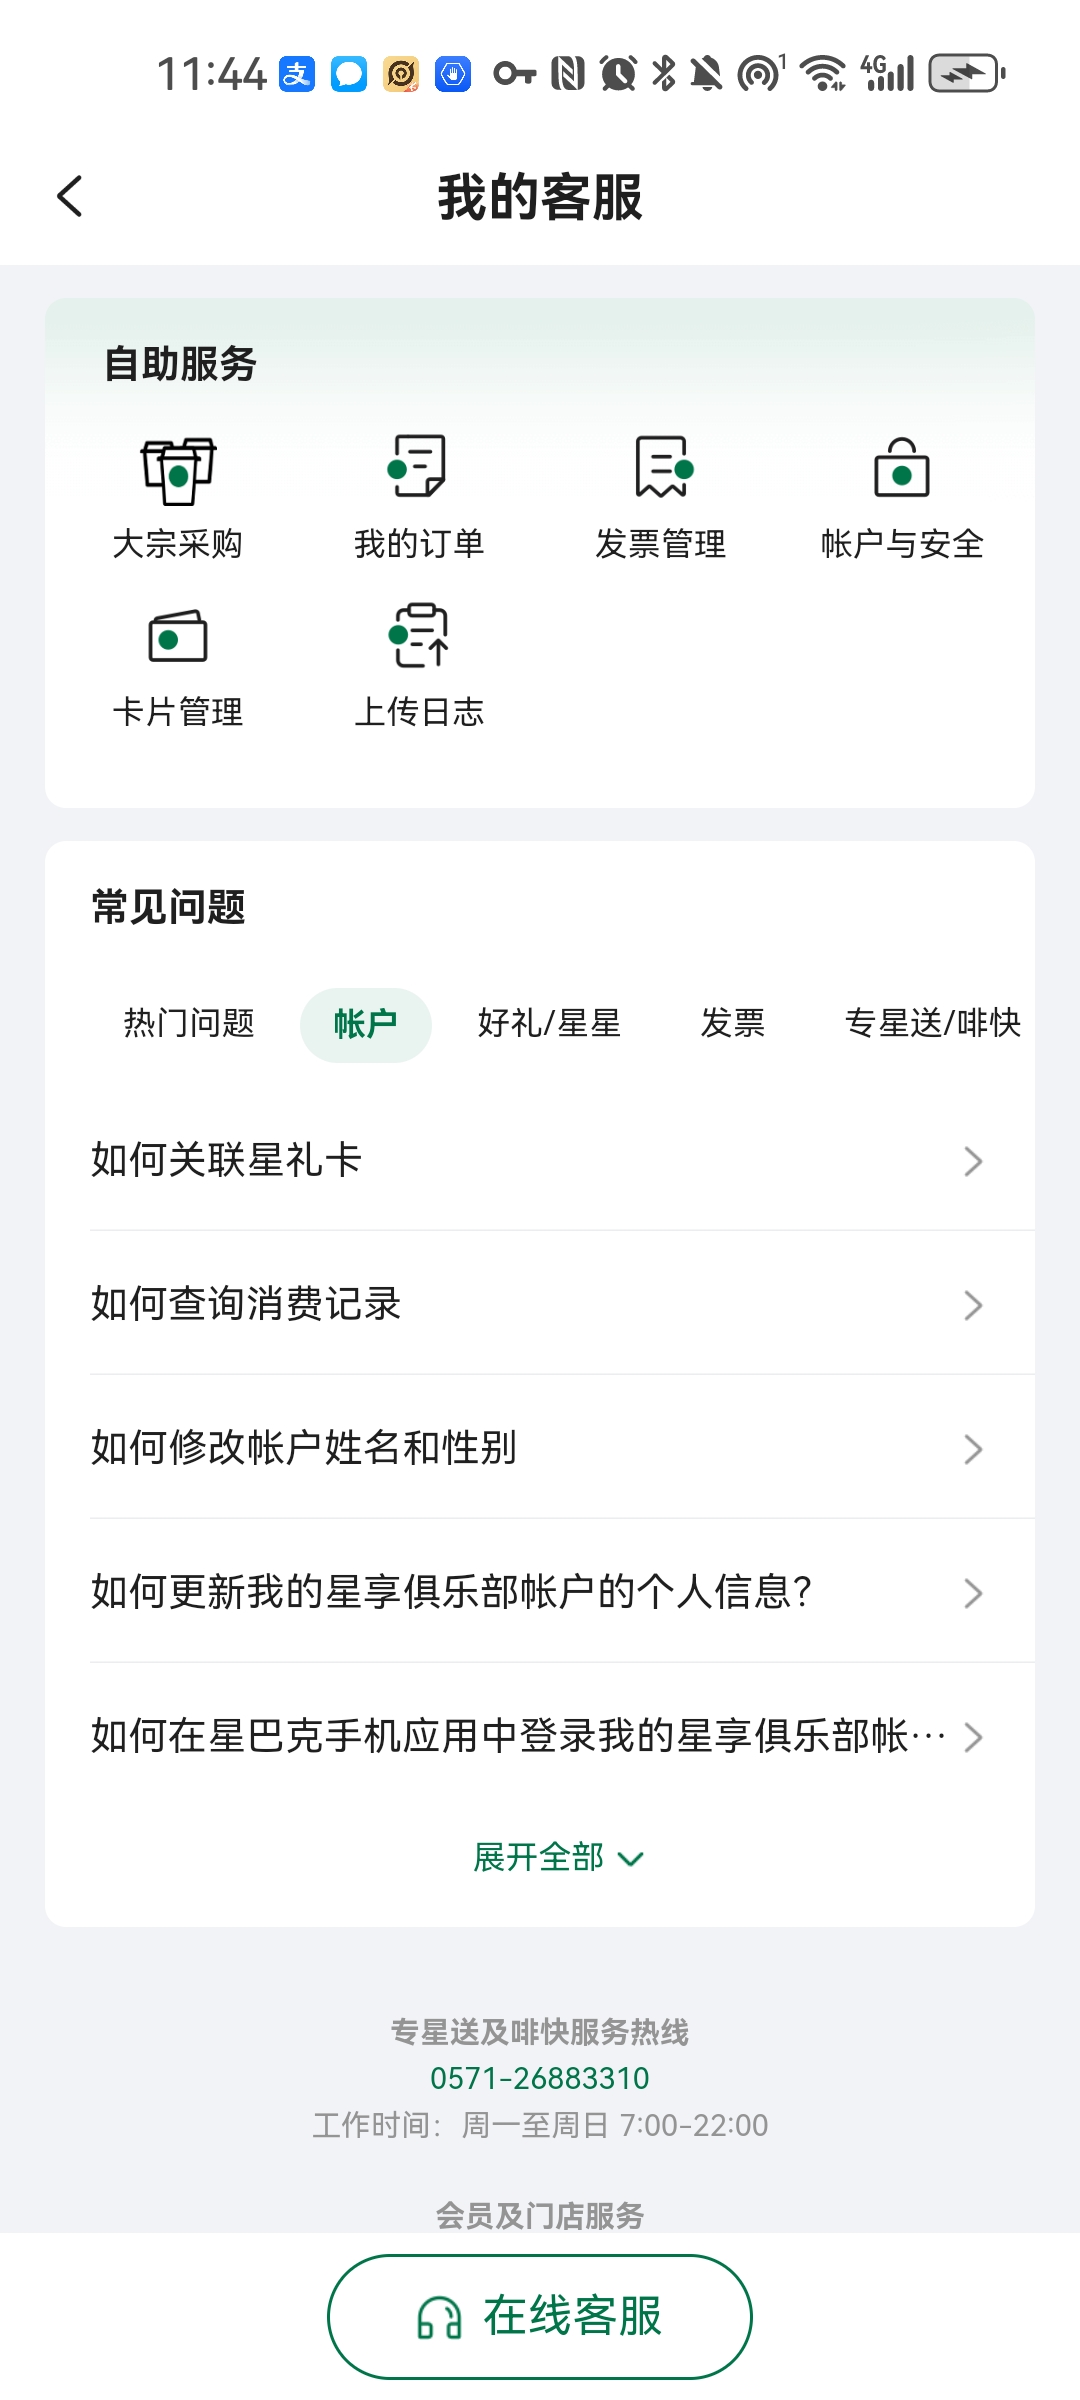 11:44 支 1 4G
我的客服
自助服务
大宗采购 我的订单 发票管理 帐户与安全
卡片管理 上传日志
常见问题
热门问题 帐户 好礼/星星 发票 专星送/啡快
如何关联星礼卡
如何查询消费记录
如何修改帐户姓名和性别
如何更新我的星享俱乐部帐户的个人信息?
如何在星巴克手机应用中登录我的星享俱乐部帐…
展开全部
专星送及啡快服务热线
0571-26883310
工作时间：周一至周日 7:00-22:00
会员及门店服务
在线客服